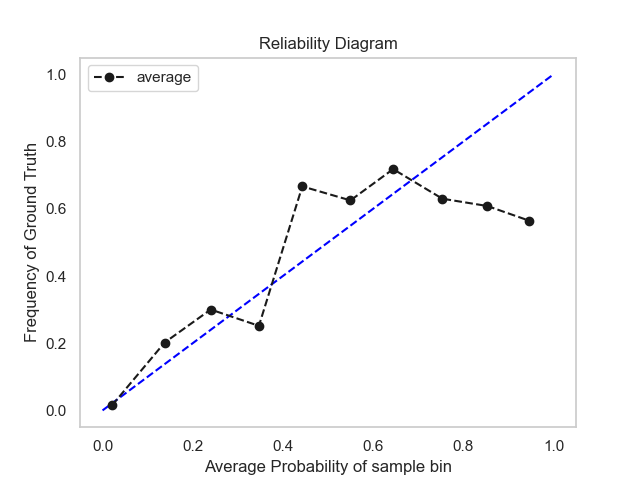 Reliability Diagram
average
Frequency of Ground Truth
1.0
0.8
0.6
0.4
0.2
0.0
0.0 0.2 0.4 0.6 0.8 1.0
Average Probability of sample bin